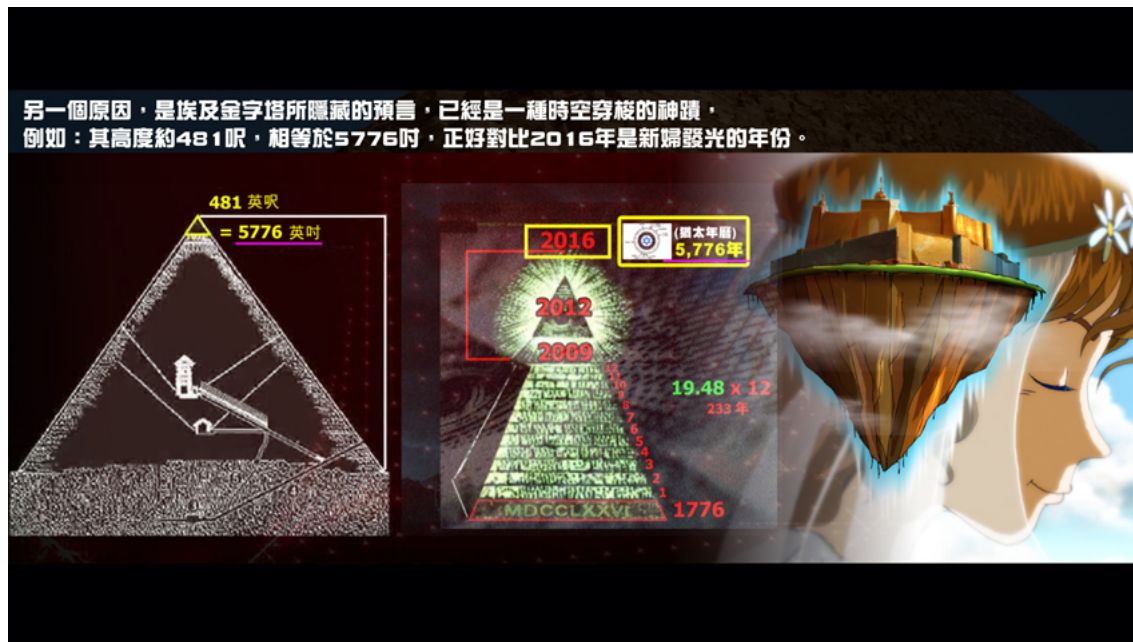 另一個原因，是埃及金字塔所隱藏的預言，已經是一種時空穿梭的神蹟，
例如：其高度約481呎，相等於5776吋，正好對比2016年是新婦發光的年份。
481 英呎
= 5776 英吋
2016
(猶太年曆)
5,776年
2012
2009
12
11
10
9
8
7
6
5
4
3
2
1
19.48 x 12
233 年
MDCCLXXVI
1776